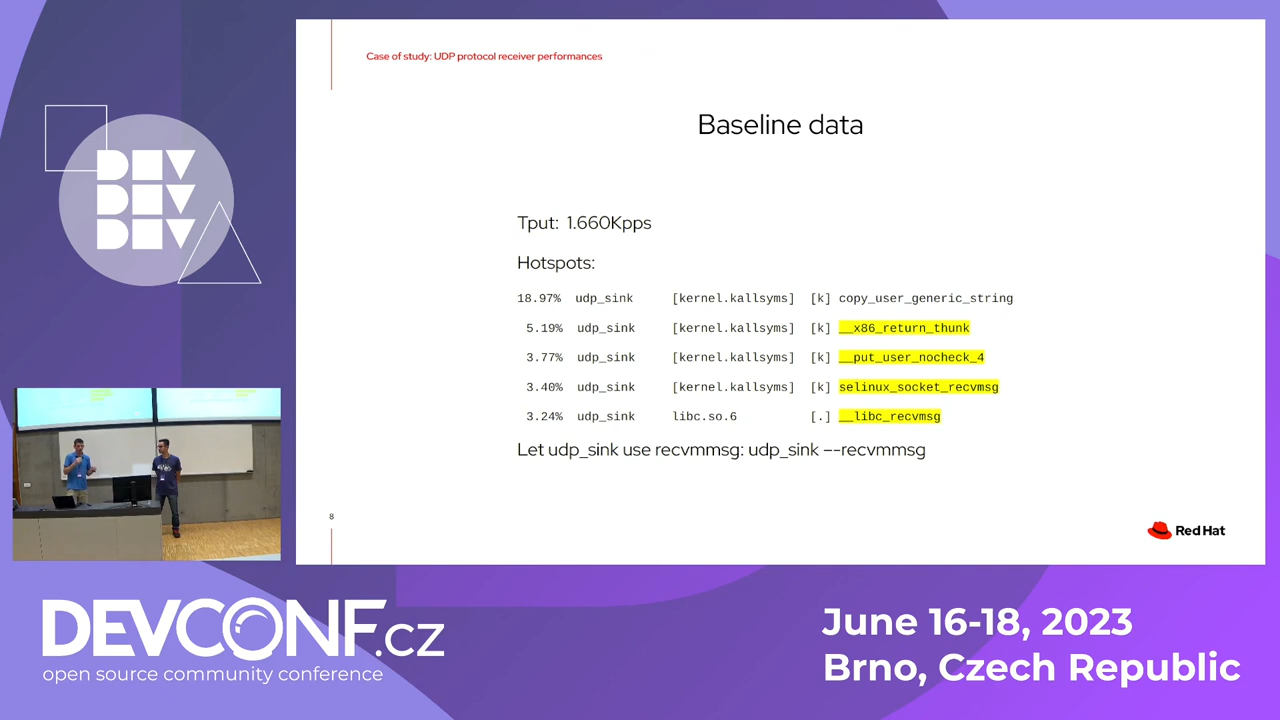 Case of study: UDP protocol receiver performances
Baseline data
DEV
DEV
DEV
Tput: 1.660Kpps
Hotspots:
18.97% udp_sink [kernel.kallsyms] [k] copy_user_generic_string
5.19% udp_sink [kernel.kallsyms] [k] __x86_return_thunk
3.77% udp_sink [kernel.kallsyms] [k] __put_user_nocheck_4
3.40% udp_sink [kernel.kallsyms] [k] selinux_socket_recvmsg
3.24% udp_sink libc.so.6 [.] __libc_recvmsg
Let udp_sink use recvmmsg: udp_sink --recvmmsg
8
Red Hat
DEVCONF.cz
open source community conference
June 16-18, 2023
Brno, Czech Republic